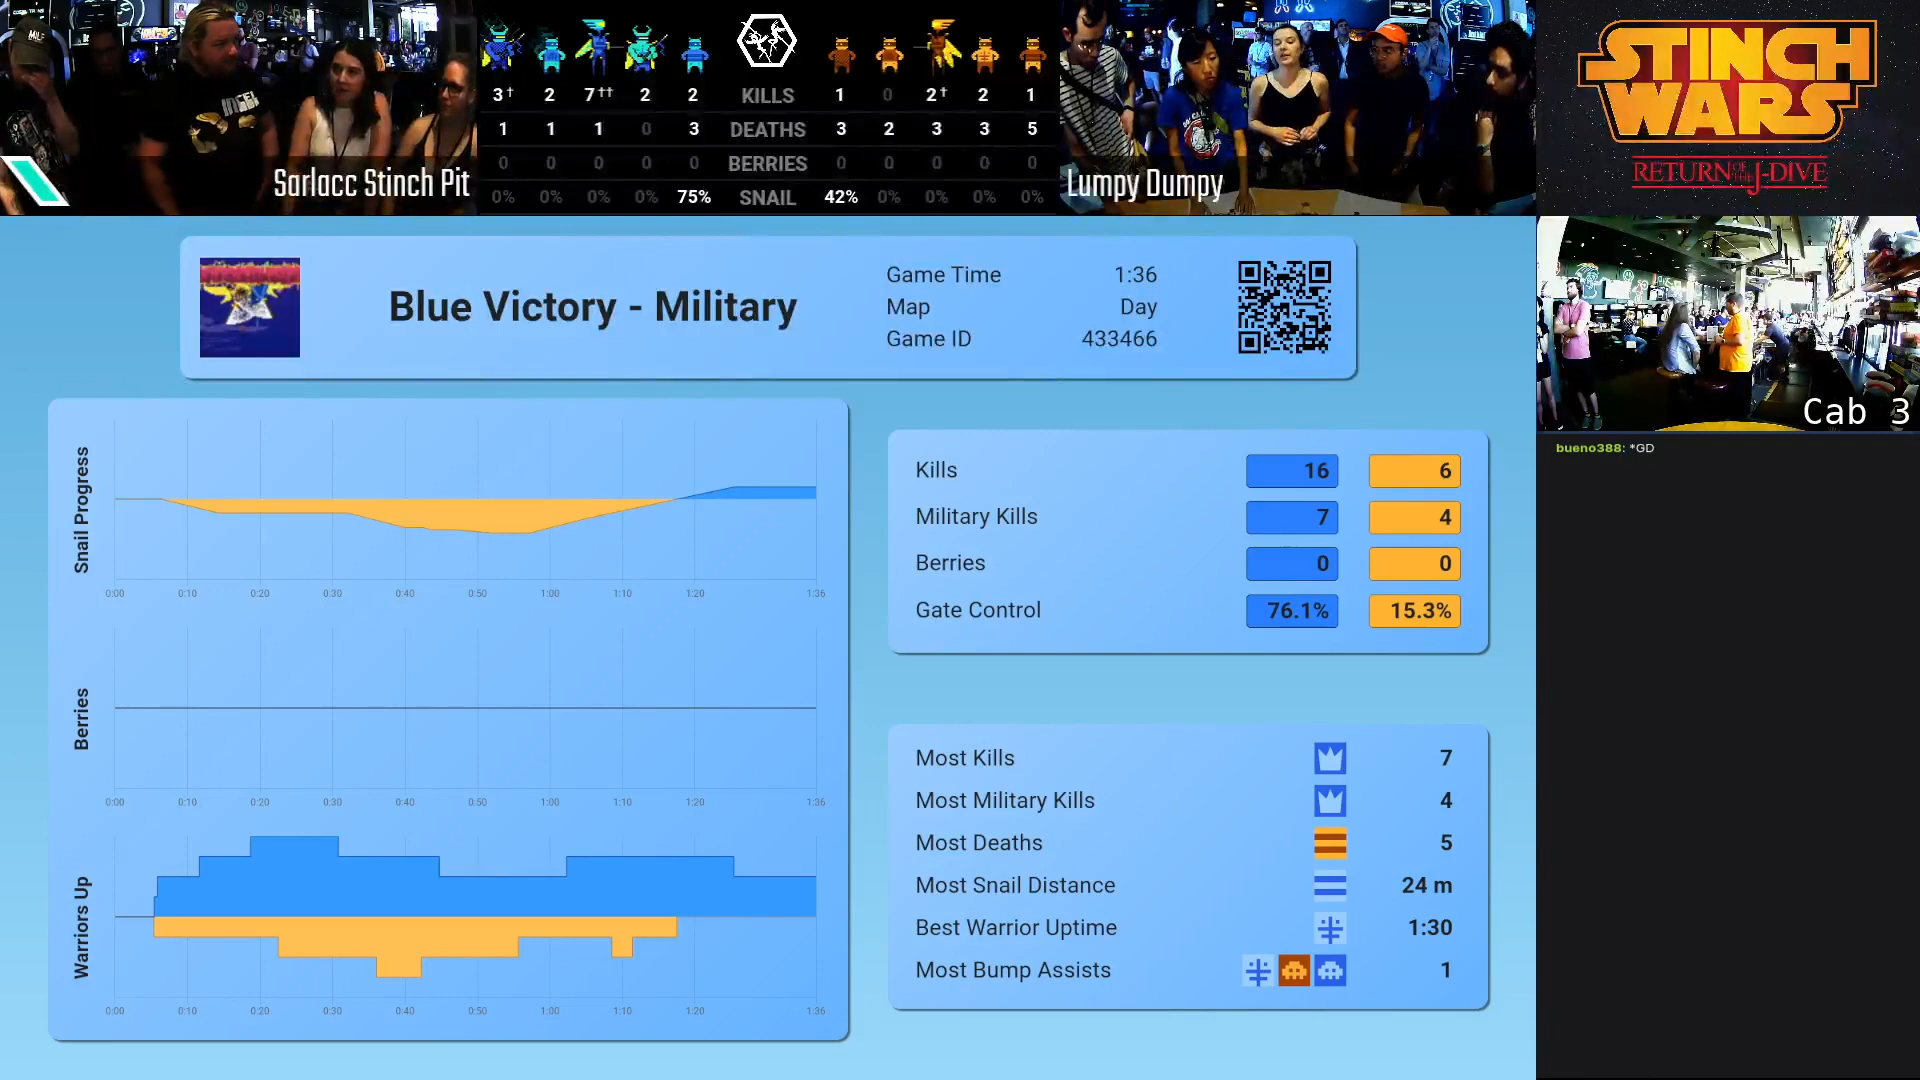 Sarlacc Stinch Pit
3† 2 7†† 2 2 KILLS 1 0 2† 2 1
1 1 1 0 3 DEATHS 3 2 3 3 5
0 0 0 0 0 BERRIES 0 0 0 0 0
0% 0% 0% 0% 75% SNAIL 42% 0% 0% 0% 0%
Lumpy Dumpy
STINCH
WARS
RETURN OF THE J-DIVE
Cab 3
bueno388: *GD
Blue Victory - Military
Game Time 1:36
Map Day
Game ID 433466
Snail Progress
0:00 0:10 0:20 0:30 0:40 0:50 1:00 1:10 1:20 1:36
Berries
0:00 0:10 0:20 0:30 0:40 0:50 1:00 1:10 1:20 1:36
Warriors Up
0:00 0:10 0:20 0:30 0:40 0:50 1:00 1:10 1:20 1:36
Kills 16 6
Military Kills 7 4
Berries 0 0
Gate Control 76.1% 15.3%
Most Kills 7
Most Military Kills 4
Most Deaths 5
Most Snail Distance 24 m
Best Warrior Uptime 1:30
Most Bump Assists 1